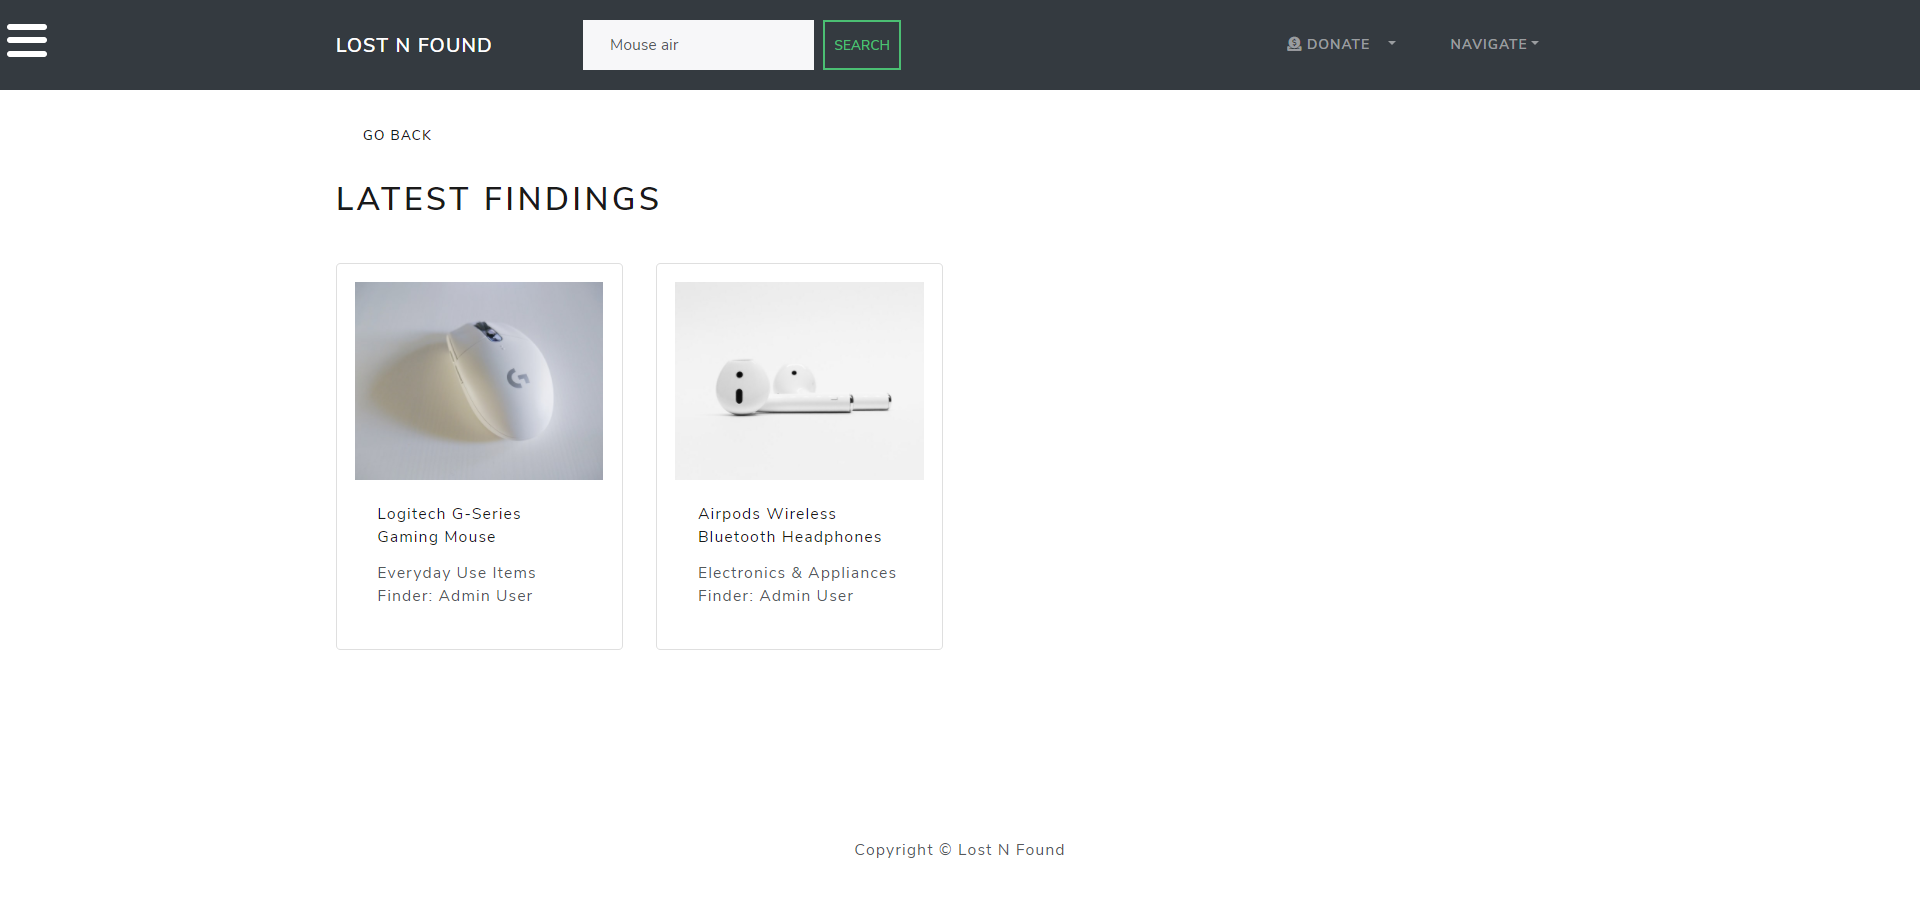 LOST N FOUND
Mouse air
SEARCH
DONATE
NAVIGATE
GO BACK
LATEST FINDINGS
Logitech G-Series
Gaming Mouse
Everyday Use Items
Finder: Admin User
Airpods Wireless
Bluetooth Headphones
Electronics & Appliances
Finder: Admin User
Copyright © Lost N Found